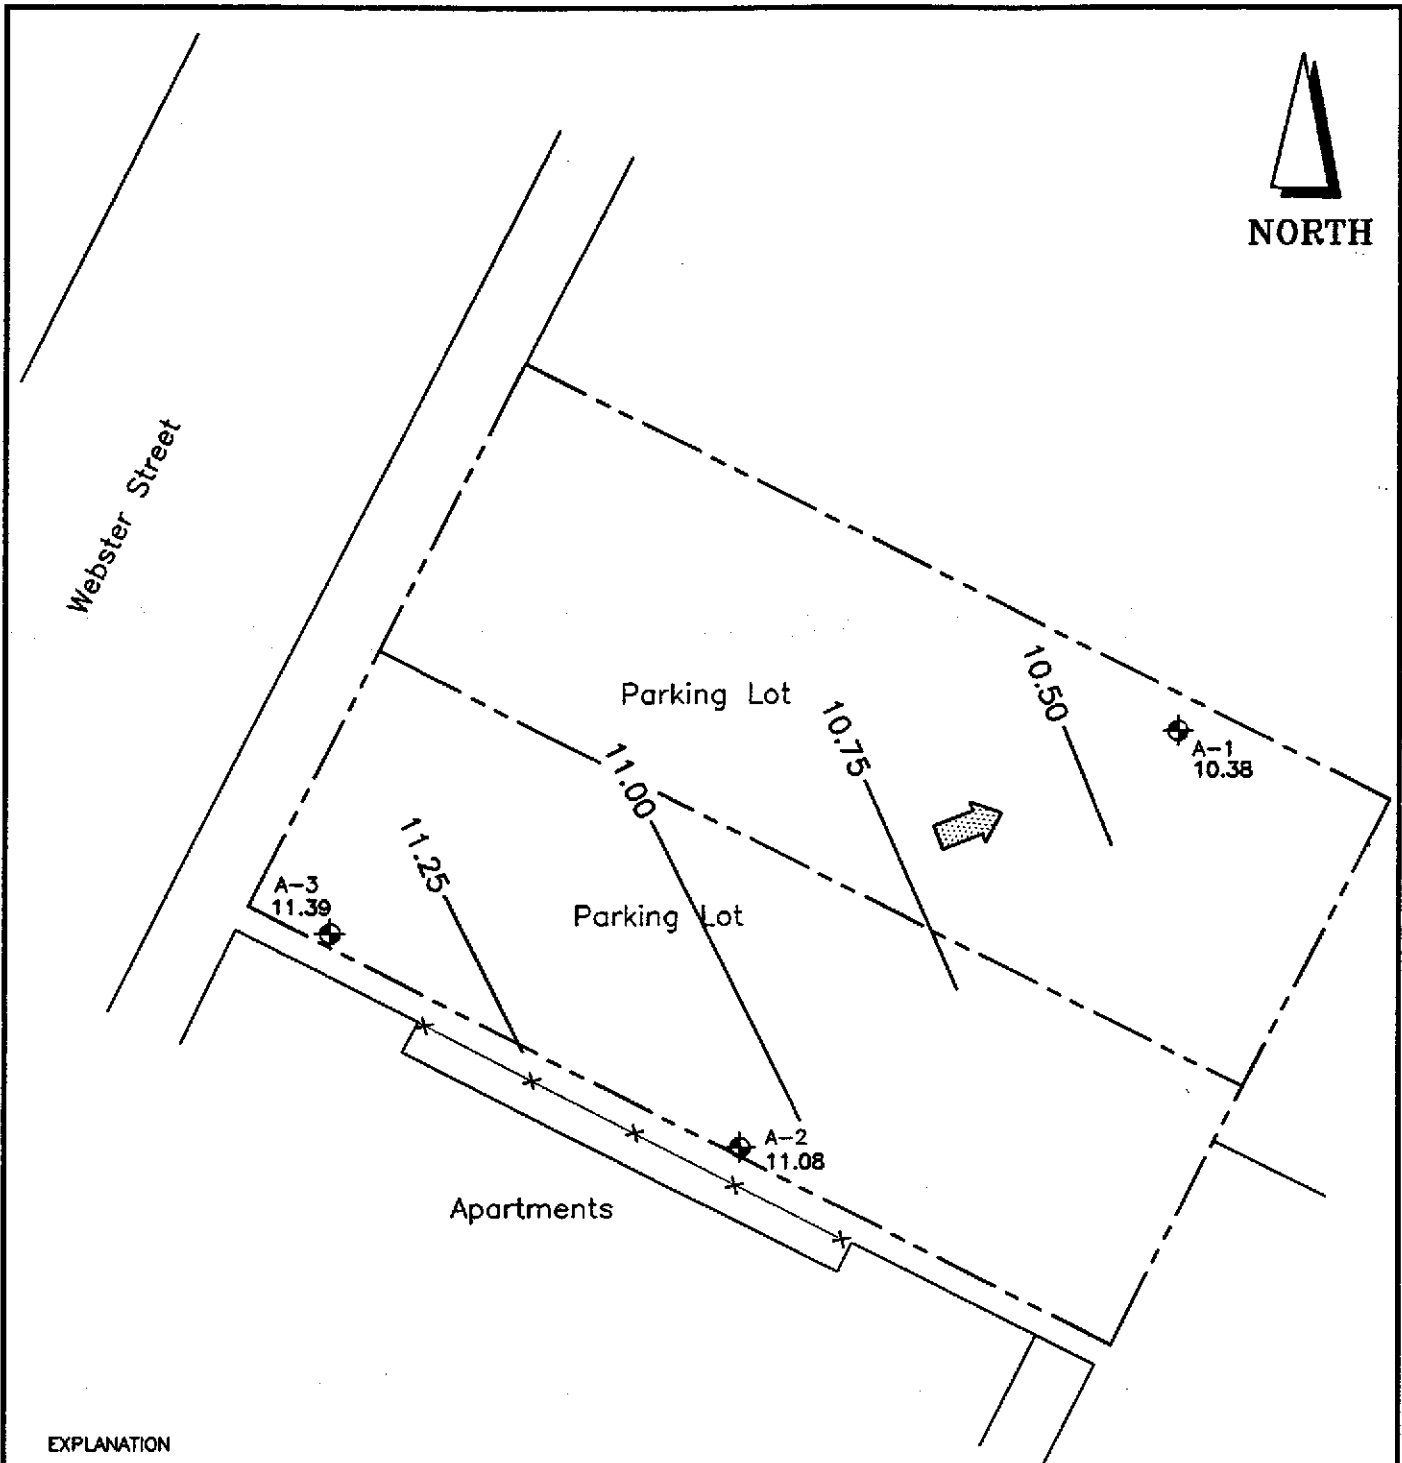 NORTH
Webster Street
Parking Lot
10.50
10.75
A-1
10.38
11.00
11.25
A-3
11.39
Parking Lot
A-2
11.08
Apartments
EXPLANATION